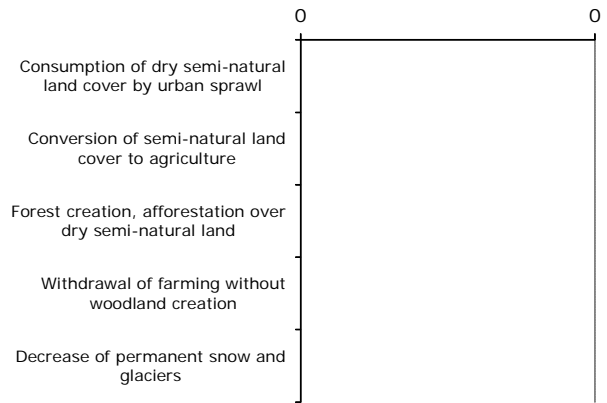 0 0
Consumption of dry semi-natural
land cover by urban sprawl
Conversion of semi-natural land
cover to agriculture
Forest creation, afforestation over
dry semi-natural land
Withdrawal of farming without
woodland creation
Decrease of permanent snow and
glaciers